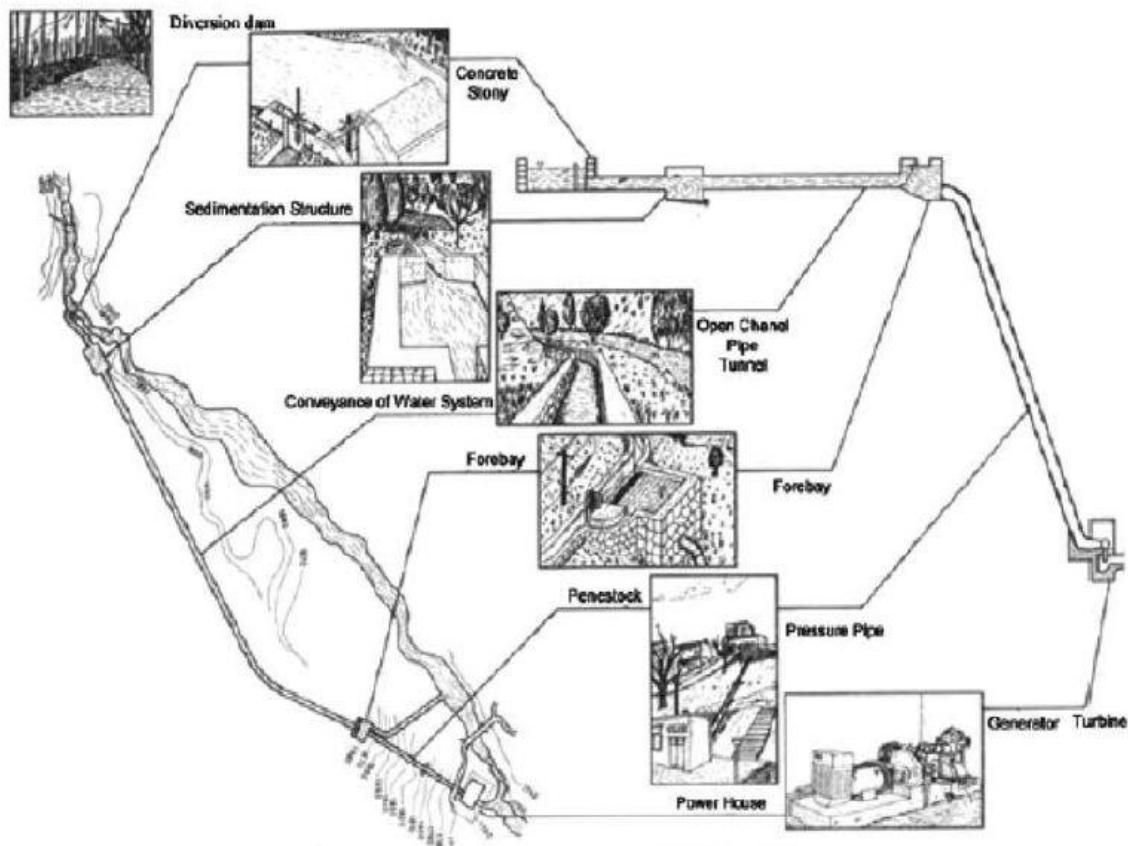 Diversion dam
Concrete
Stony
Sedimentation Structure
Open Chanel
Pipe
Tunnel
Conveyance of Water System
Forebay
Forebay
Penestock
Pressure Pipe
Generator
Turbine
Power House